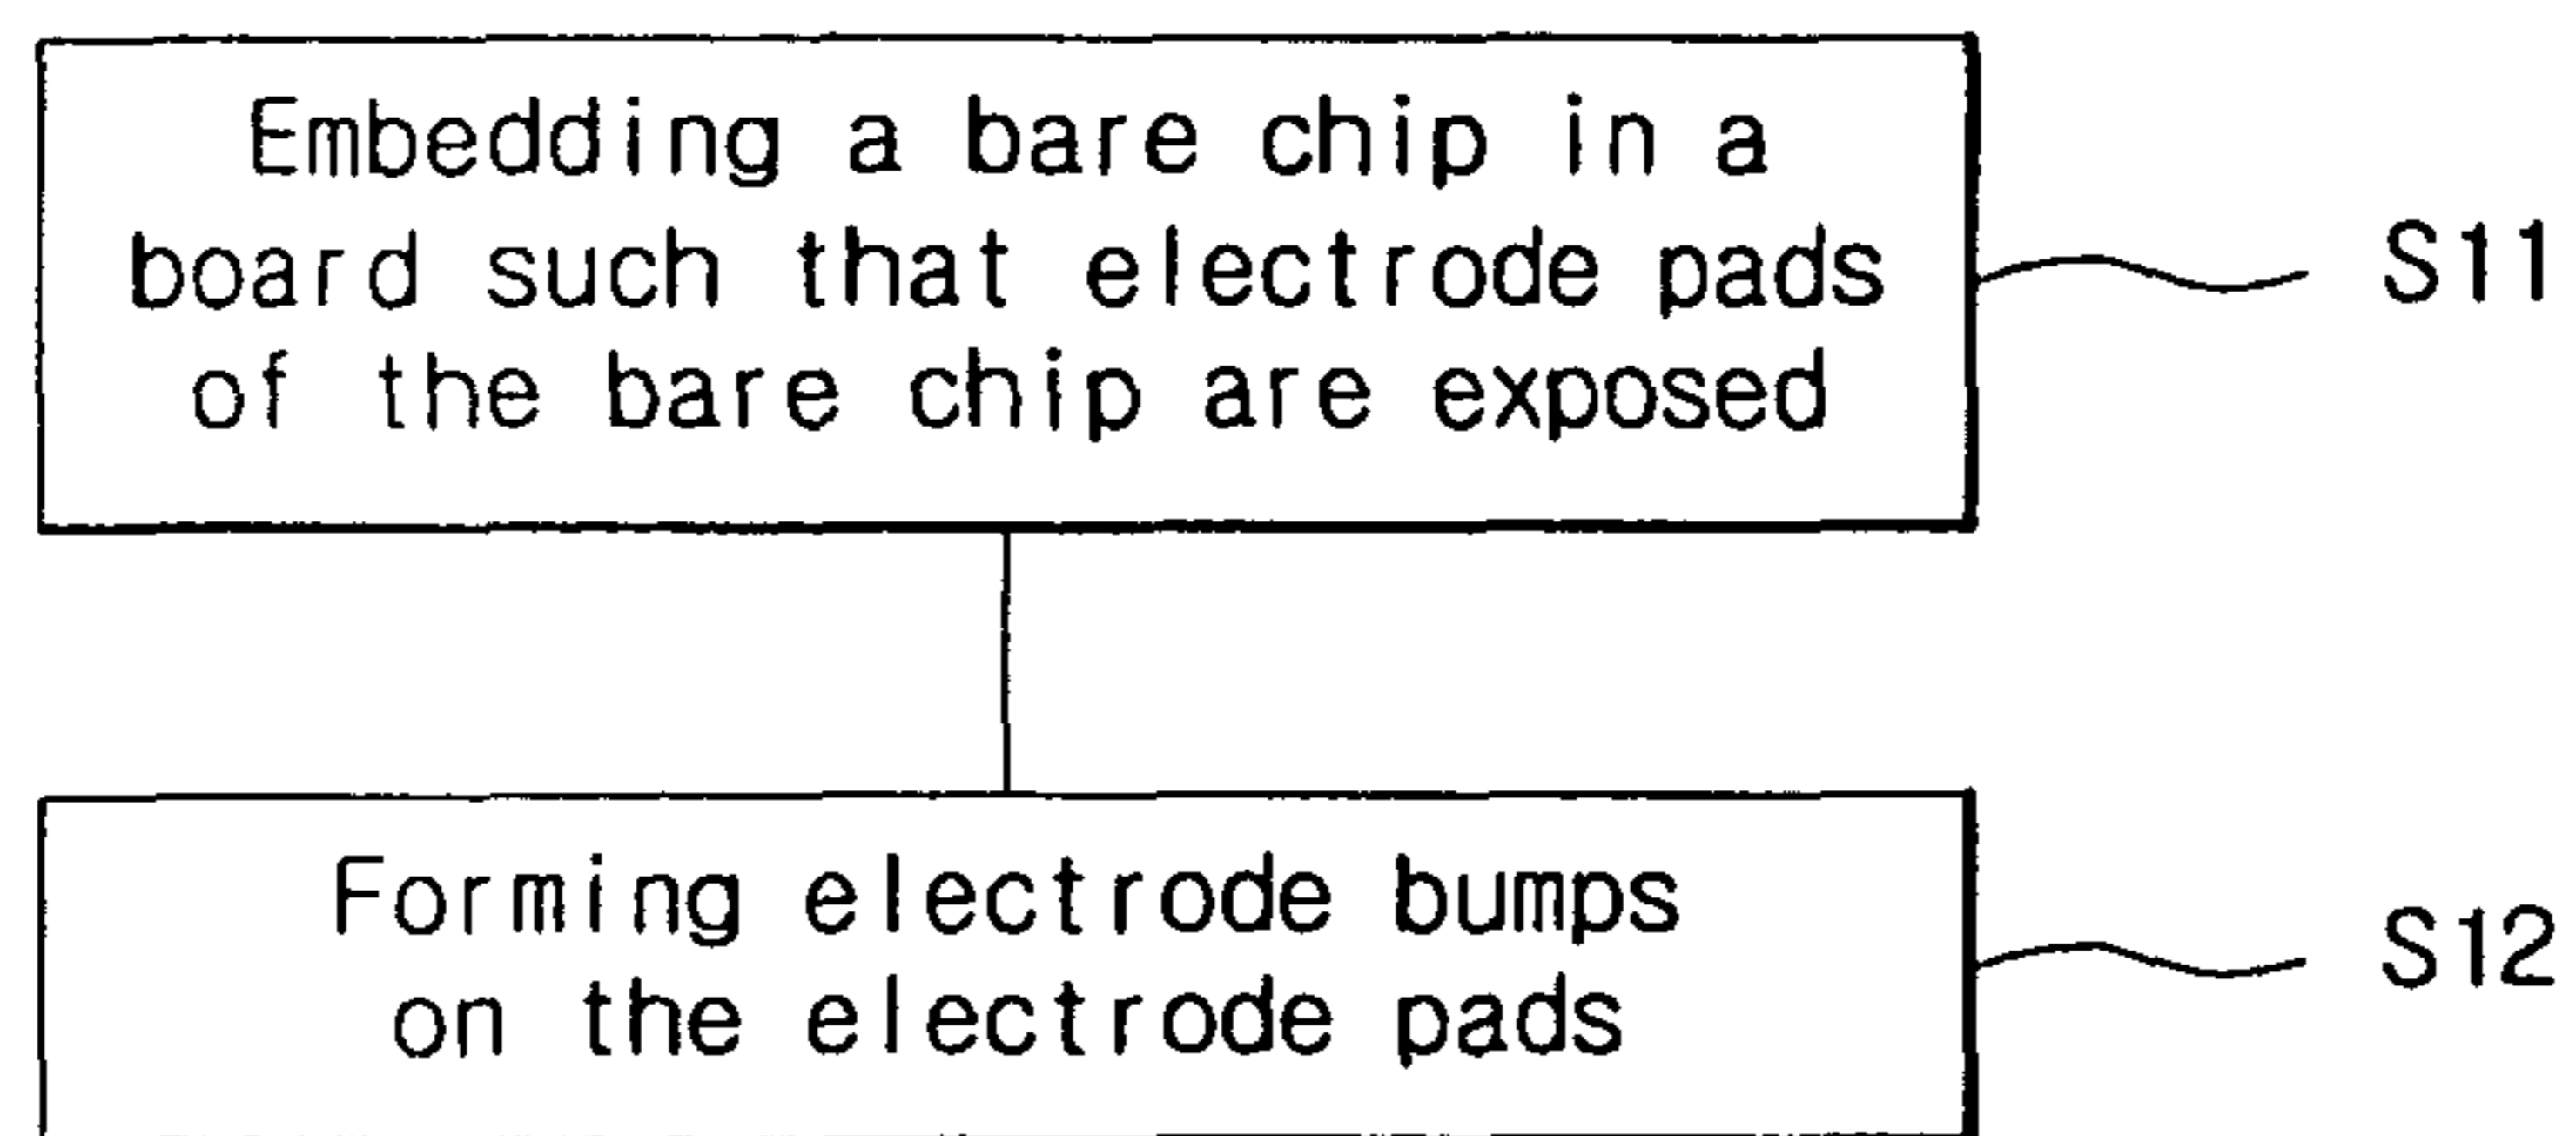 Embedding a bare chip in a
board such that electrode pads
of the bare chip are exposed
S11
Forming electrode bumps
on the electrode pads
S12